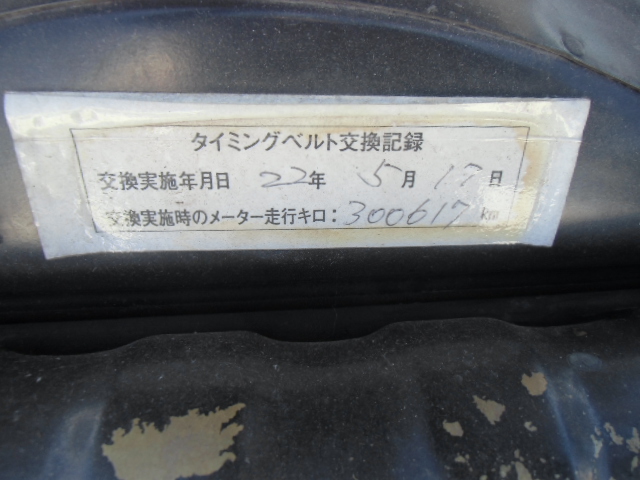 タイミングベルト交換記録
交換実施年月日 22年 5月 17日
交換実施時のメーター走行キロ：300617km